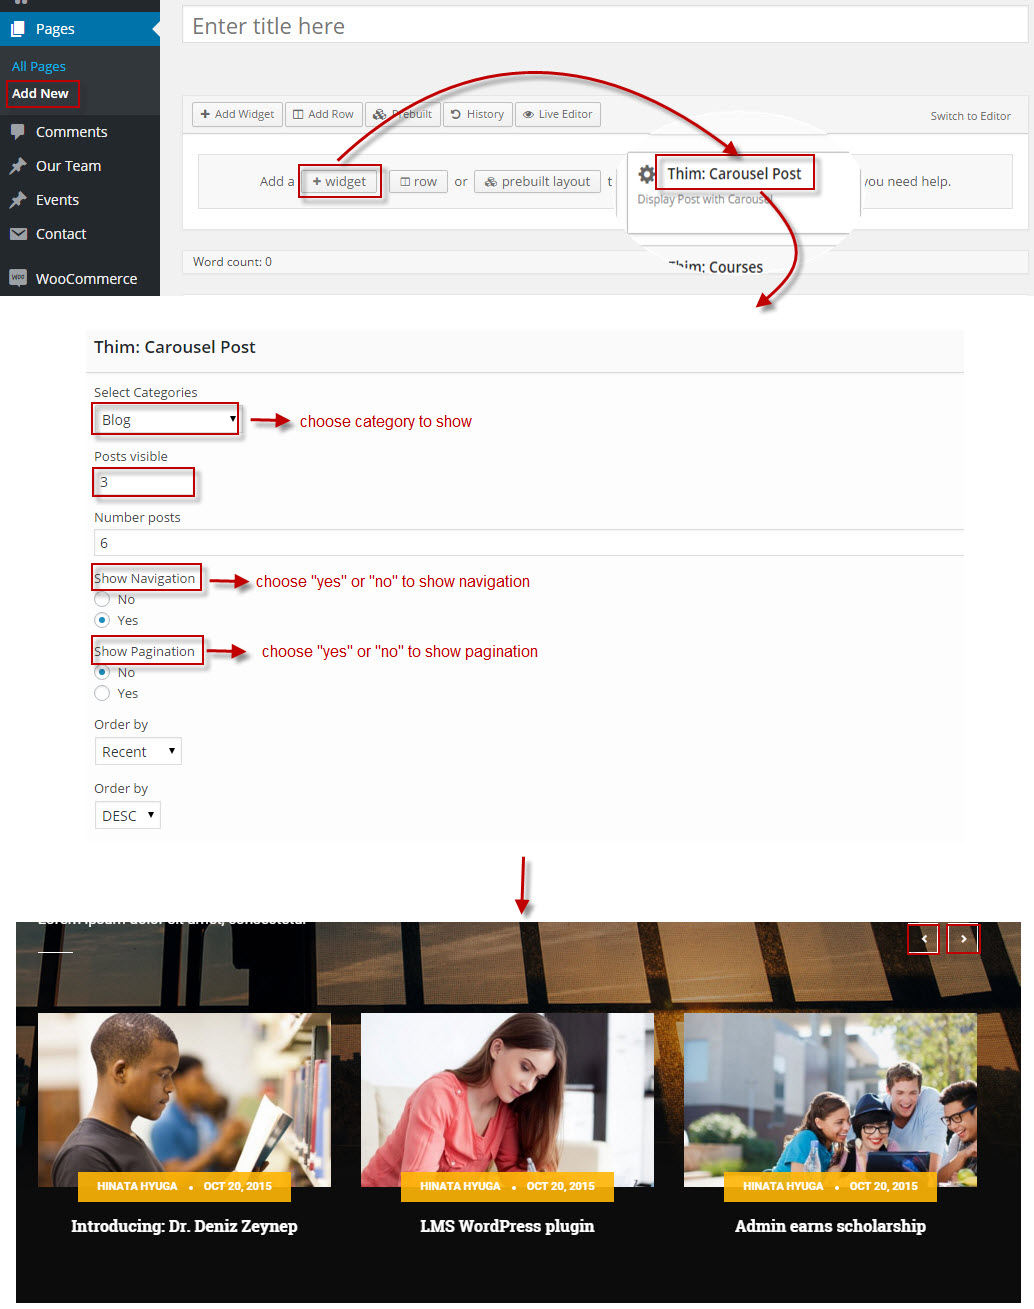 Pages
Enter title here
All Pages
Add New
Comments
Our Team
Events
Contact
WooCommerce
+ Add Widget
Add Row
Prebuilt
History
Live Editor
Switch to Editor
Add a + widget row or prebuilt layout t
Thim: Carousel Post
you need help.
Display Post with Carousel
Word count: 0
Thim: Courses
Thim: Carousel Post
Select Categories
Blog
choose category to show
Posts visible
3
Number posts
6
Show Navigation
choose "yes" or "no" to show navigation
No
Yes
Show Pagination
choose "yes" or "no" to show pagination
No
Yes
Order by
Recent
Order by
DESC
Lorem ipsum dolor sit amet, consectetur
HINATA HYUGA • OCT 20, 2015
Introducing: Dr. Deniz Zeynep
HINATA HYUGA • OCT 20, 2015
LMS WordPress plugin
HINATA HYUGA • OCT 20, 2015
Admin earns scholarship